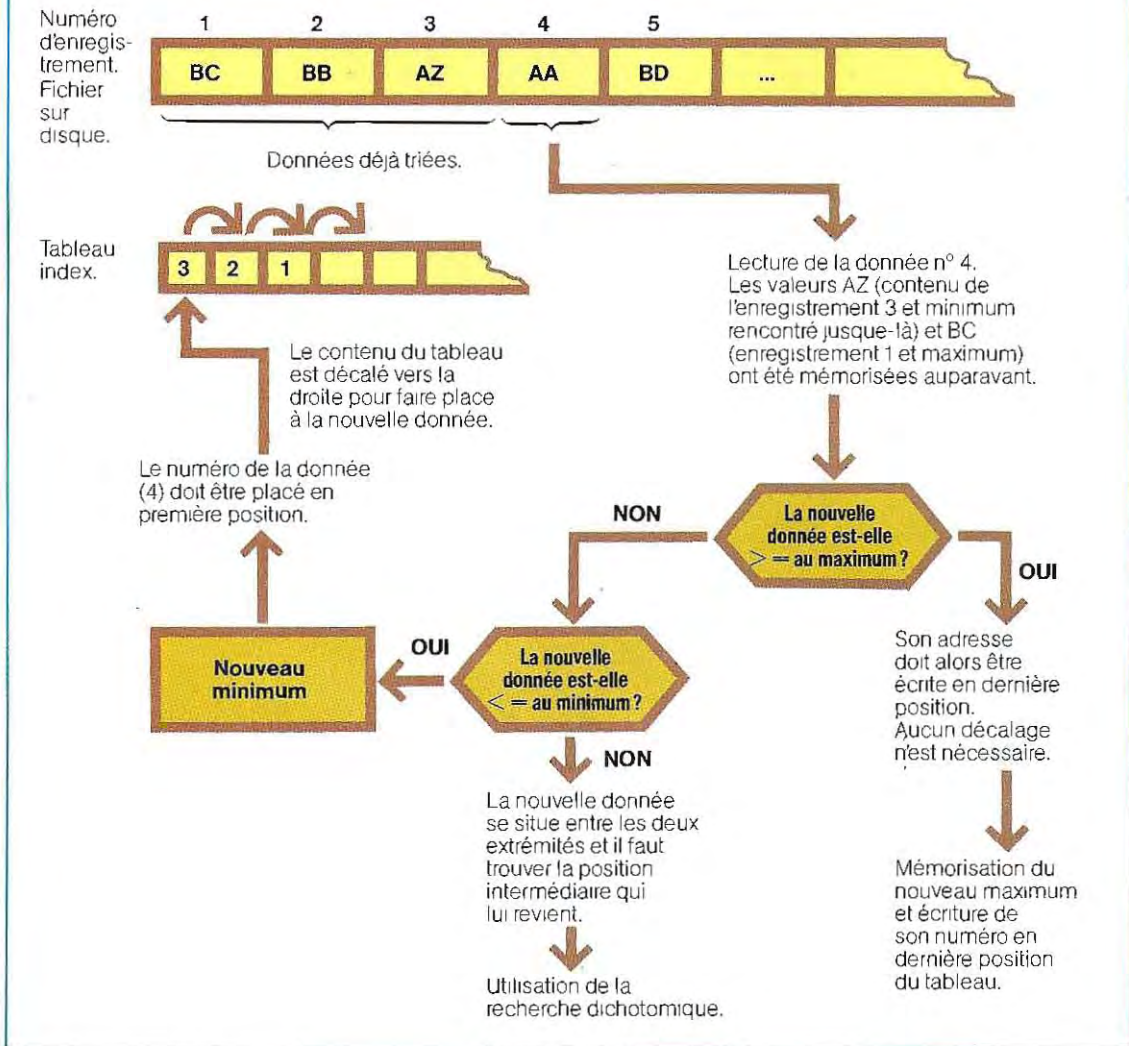 Numéro
d'enregis-
trement.
Fichier
sur
disque.
1 2 3 4 5
BC BB AZ AA BD ...
Données déjà triées.
Tableau
index.
3 2 1
Lecture de la donnée n° 4.
Les valeurs AZ (contenu de
l'enregistrement 3 et minimum
rencontré jusque-là) et BC
(enregistrement 1 et maximum)
ont été mémorisées auparavant.
Le contenu du tableau
est décalé vers la
droite pour faire place
à la nouvelle donnée.
Le numéro de la donnée
(4) doit être placé en
première position.
NON
La nouvelle
donnée est-elle
> = au maximum ?
OUI
Son adresse
doit alors être
écrite en dernière
position.
Aucun décalage
n'est nécessaire.
Mémorisation du
nouveau maximum
et écriture de
son numéro en
dernière position
du tableau.
La nouvelle
donnée est-elle
< = au minimum ?
OUI
Nouveau
minimum
NON
La nouvelle donnée
se situe entre les deux
extrémités et il faut
trouver la position
intermédiaire qui
lui revient.
Utilisation de la
recherche dichotomique.